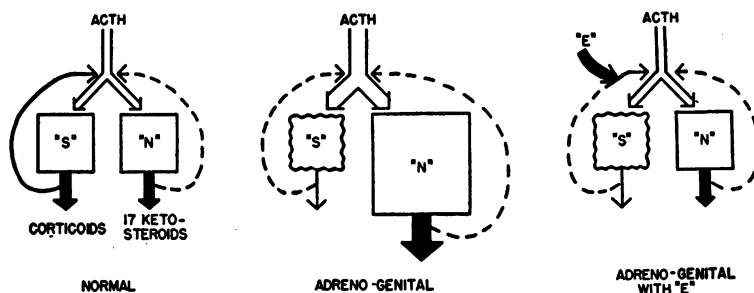 ACTH
"S"
"N"
CORTICOIDS
17 KETO-
STEROIDS
NORMAL
ACTH
"S"
"N"
ADRENO-GENITAL
"E"
ACTH
"S"
"N"
ADRENO-GENITAL
WITH "E"